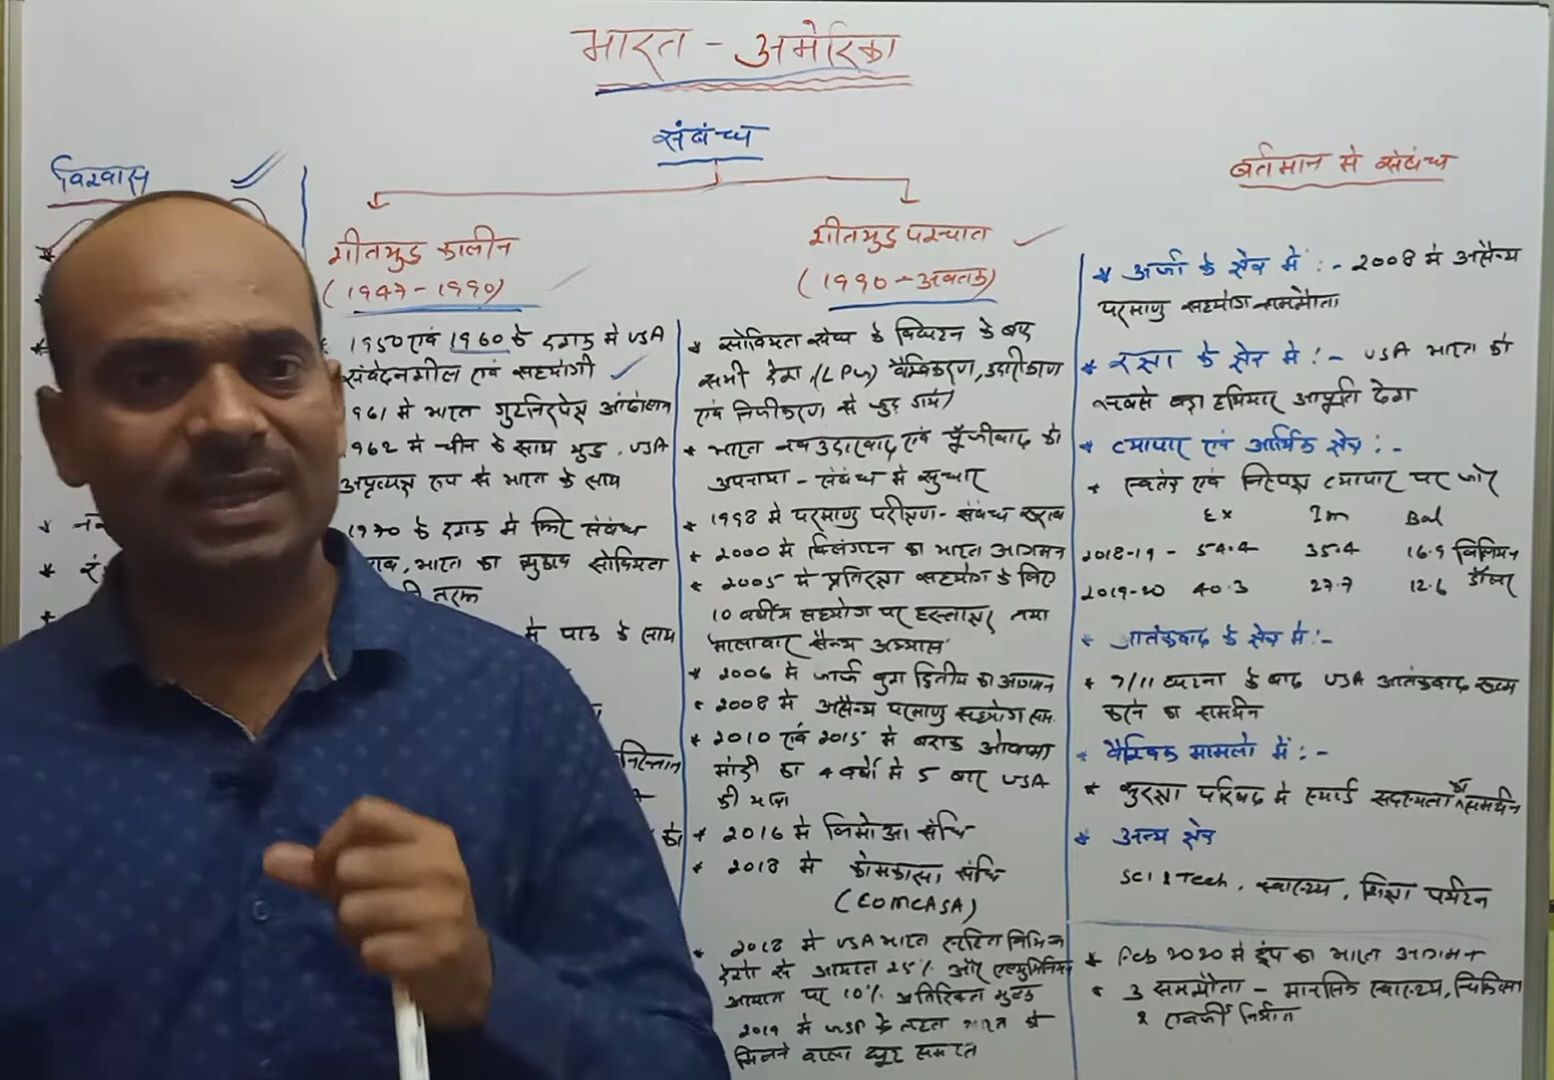 भारत - अमेरिका
संबंध
विश्वास
शीतयुद्ध कालीन
(1947 - 1990)
1950 एवं 1960 के दशक में USA
संवेदनशील एवं सहयोगी
961 में भारत गुटनिरपेक्ष आंदोलन
962 में चीन के साथ युद्ध, USA
अप्रत्यक्ष रूप से भारत के साथ
1970 के दशक में फिर संबंध
भारत का झुकाव सोवियत
तरफ
में पाक के साथ
शीतयुद्ध पश्चात
(1990 - अबतक)
* सोवियत संघ के विघटन के बाद
सभी देश (LPG) वैश्वीकरण, उदारीकरण
एवं निजीकरण से जुड़ गये
* भारत नवउदारवाद एवं पूँजीवाद को
अपनाया - संबंध में सुधार
* 1998 में परमाणु परीक्षण - संबंध खराब
* 2000 में क्लिंगटन का भारत आगमन
* 2005 में प्रतिरक्षा सहयोग के लिए
10 वर्षीय सहयोग पर हस्ताक्षर तथा
मालाबार सैन्य अभ्यास
* 2006 में जार्ज बुश द्वितीय का आगमन
* 2008 में असैन्य परमाणु सहयोग सम.
* 2010 एवं 2015 में बराक ओबामा
मोदी का 4 वर्षों में 5 बार USA
की यात्रा
* 2016 में लिमोआ संधि
* 2018 में कोमकासा संधि
(COMCASA)
* 2018 में USA भारत सहित विभिन्न
देशों से आयात 25% और एल्युमिनियम
आयात पर 10% अतिरिक्त शुल्क
2019 में GSP के तहत भारत को
मिलने वाला छूट समाप्त
वर्तमान से संबंध
* ऊर्जा के क्षेत्र में :- 2008 में असैन्य
परमाणु सहयोग समझौता
* रक्षा के क्षेत्र में :- USA भारत को
सबसे बड़ा हथियार आपूर्ति देश
* व्यापार एवं आर्थिक क्षेत्र :-
* स्वतंत्र एवं निष्पक्ष व्यापार पर जोर
Ex Im Bal
2018-19 - 54.4 35.4 16.9 बिलियन
2019-20 40.3 27.7 12.6 डॉलर
* आतंकवाद के क्षेत्र में :-
* 9/11 घटना के बाद USA आतंकवाद खत्म
करने का समर्थन
* वैश्विक मामलो में :-
* सुरक्षा परिषद में स्थाई सदस्यता का समर्थन
* अन्य क्षेत्र
Sci & Tech, स्वास्थ्य, शिक्षा पर्यटन
* Feb 2020 में ट्रंप का भारत आगमन
* 3 समझौता - मानसिक स्वास्थ्य, चिकित्सा
& एनर्जी निर्यात